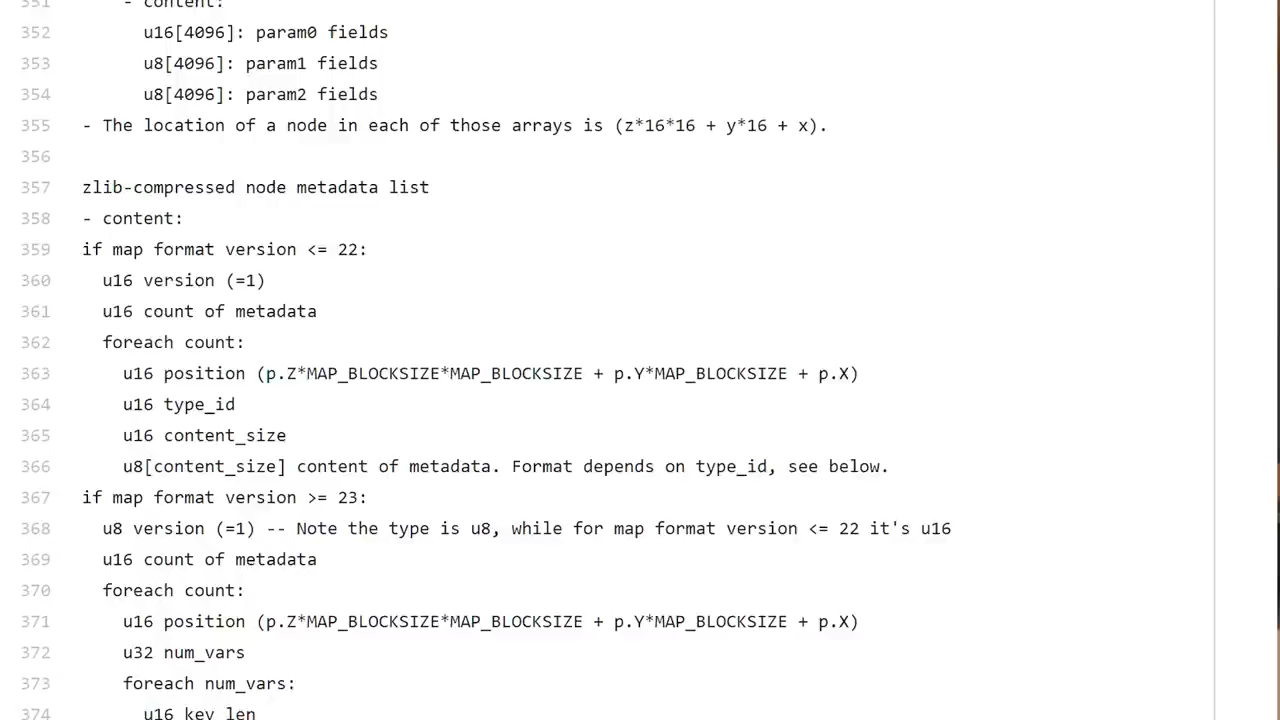 351 - content:
352 u16[4096]: param0 fields
353 u8[4096]: param1 fields
354 u8[4096]: param2 fields
355 - The location of a node in each of those arrays is (z*16*16 + y*16 + x).
356
357 zlib-compressed node metadata list
358 - content:
359 if map format version <= 22:
360 u16 version (=1)
361 u16 count of metadata
362 foreach count:
363 u16 position (p.Z*MAP_BLOCKSIZE*MAP_BLOCKSIZE + p.Y*MAP_BLOCKSIZE + p.X)
364 u16 type_id
365 u16 content_size
366 u8[content_size] content of metadata. Format depends on type_id, see below.
367 if map format version >= 23:
368 u8 version (=1) -- Note the type is u8, while for map format version <= 22 it's u16
369 u16 count of metadata
370 foreach count:
371 u16 position (p.Z*MAP_BLOCKSIZE*MAP_BLOCKSIZE + p.Y*MAP_BLOCKSIZE + p.X)
372 u32 num_vars
373 foreach num_vars:
374 u16 key_len